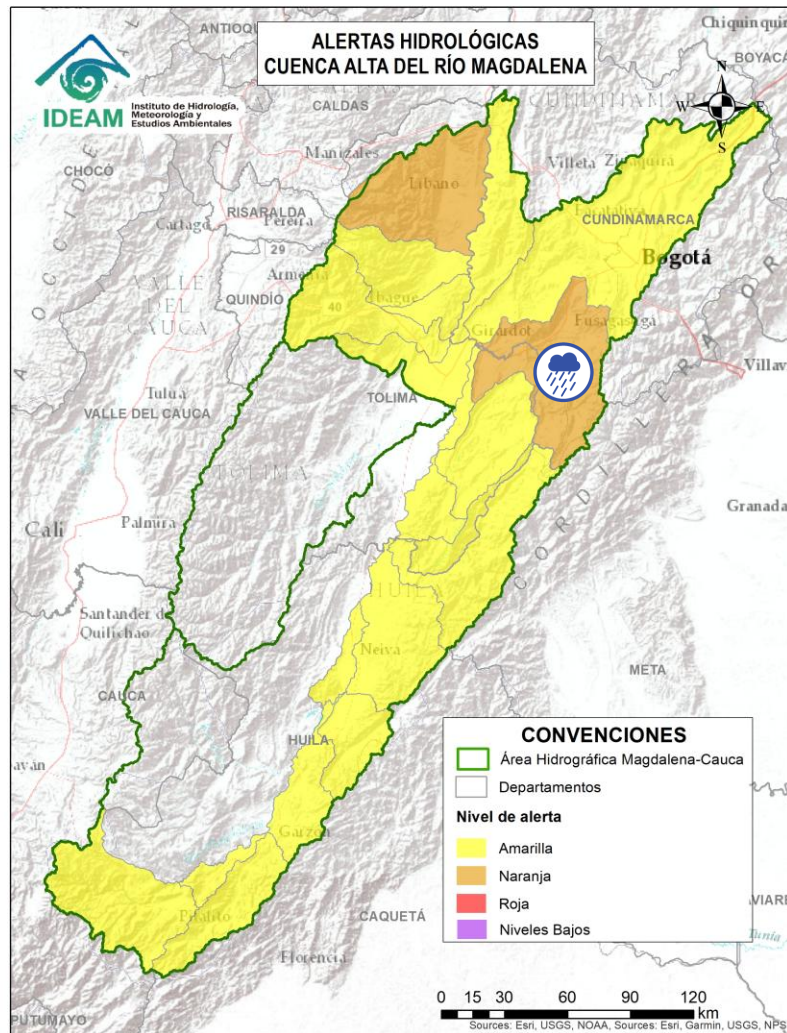 ALERTAS HIDROLÓGICAS
CUENCA ALTA DEL RÍO MAGDALENA
IDEAM
Instituto de Hidrología,
Meteorología y
Estudios Ambientales
Chiquinqui
ANTIOQU
BOYACÁ
CALDAS
CUNDINAMAR
N
W E
S
Manizales
Líbano
Villeta
Zipaquirá
CHOCÓ
RISARALDA
Pereira
Cartago
CUNDINAMARCA
Bogotá
29
Armenia
QUINDÍO
40
Ibagué
VALLE
DEL
CAUCA
Girardot
Fusagasugá
Villav
Tuluá
VALLE DEL CAUCA
TOLIMA
TOLIMA
Cali
Palmira
Granada
CORDILLERA
Santander de
Quilichao
Neiva
META
CAUCA
HUILA
Garzón
Pitalito
CAQUETÁ
Florencia
PUTUMAYO
VIARE
CONVENCIONES
Área Hidrográfica Magdalena-Cauca
Departamentos
Nivel de alerta
Amarilla
Naranja
Roja
Niveles Bajos
0 15 30 60 90 120
km
Sources: Esri, USGS, NOAA, Sources: Esri, Garmin, USGS, NPS